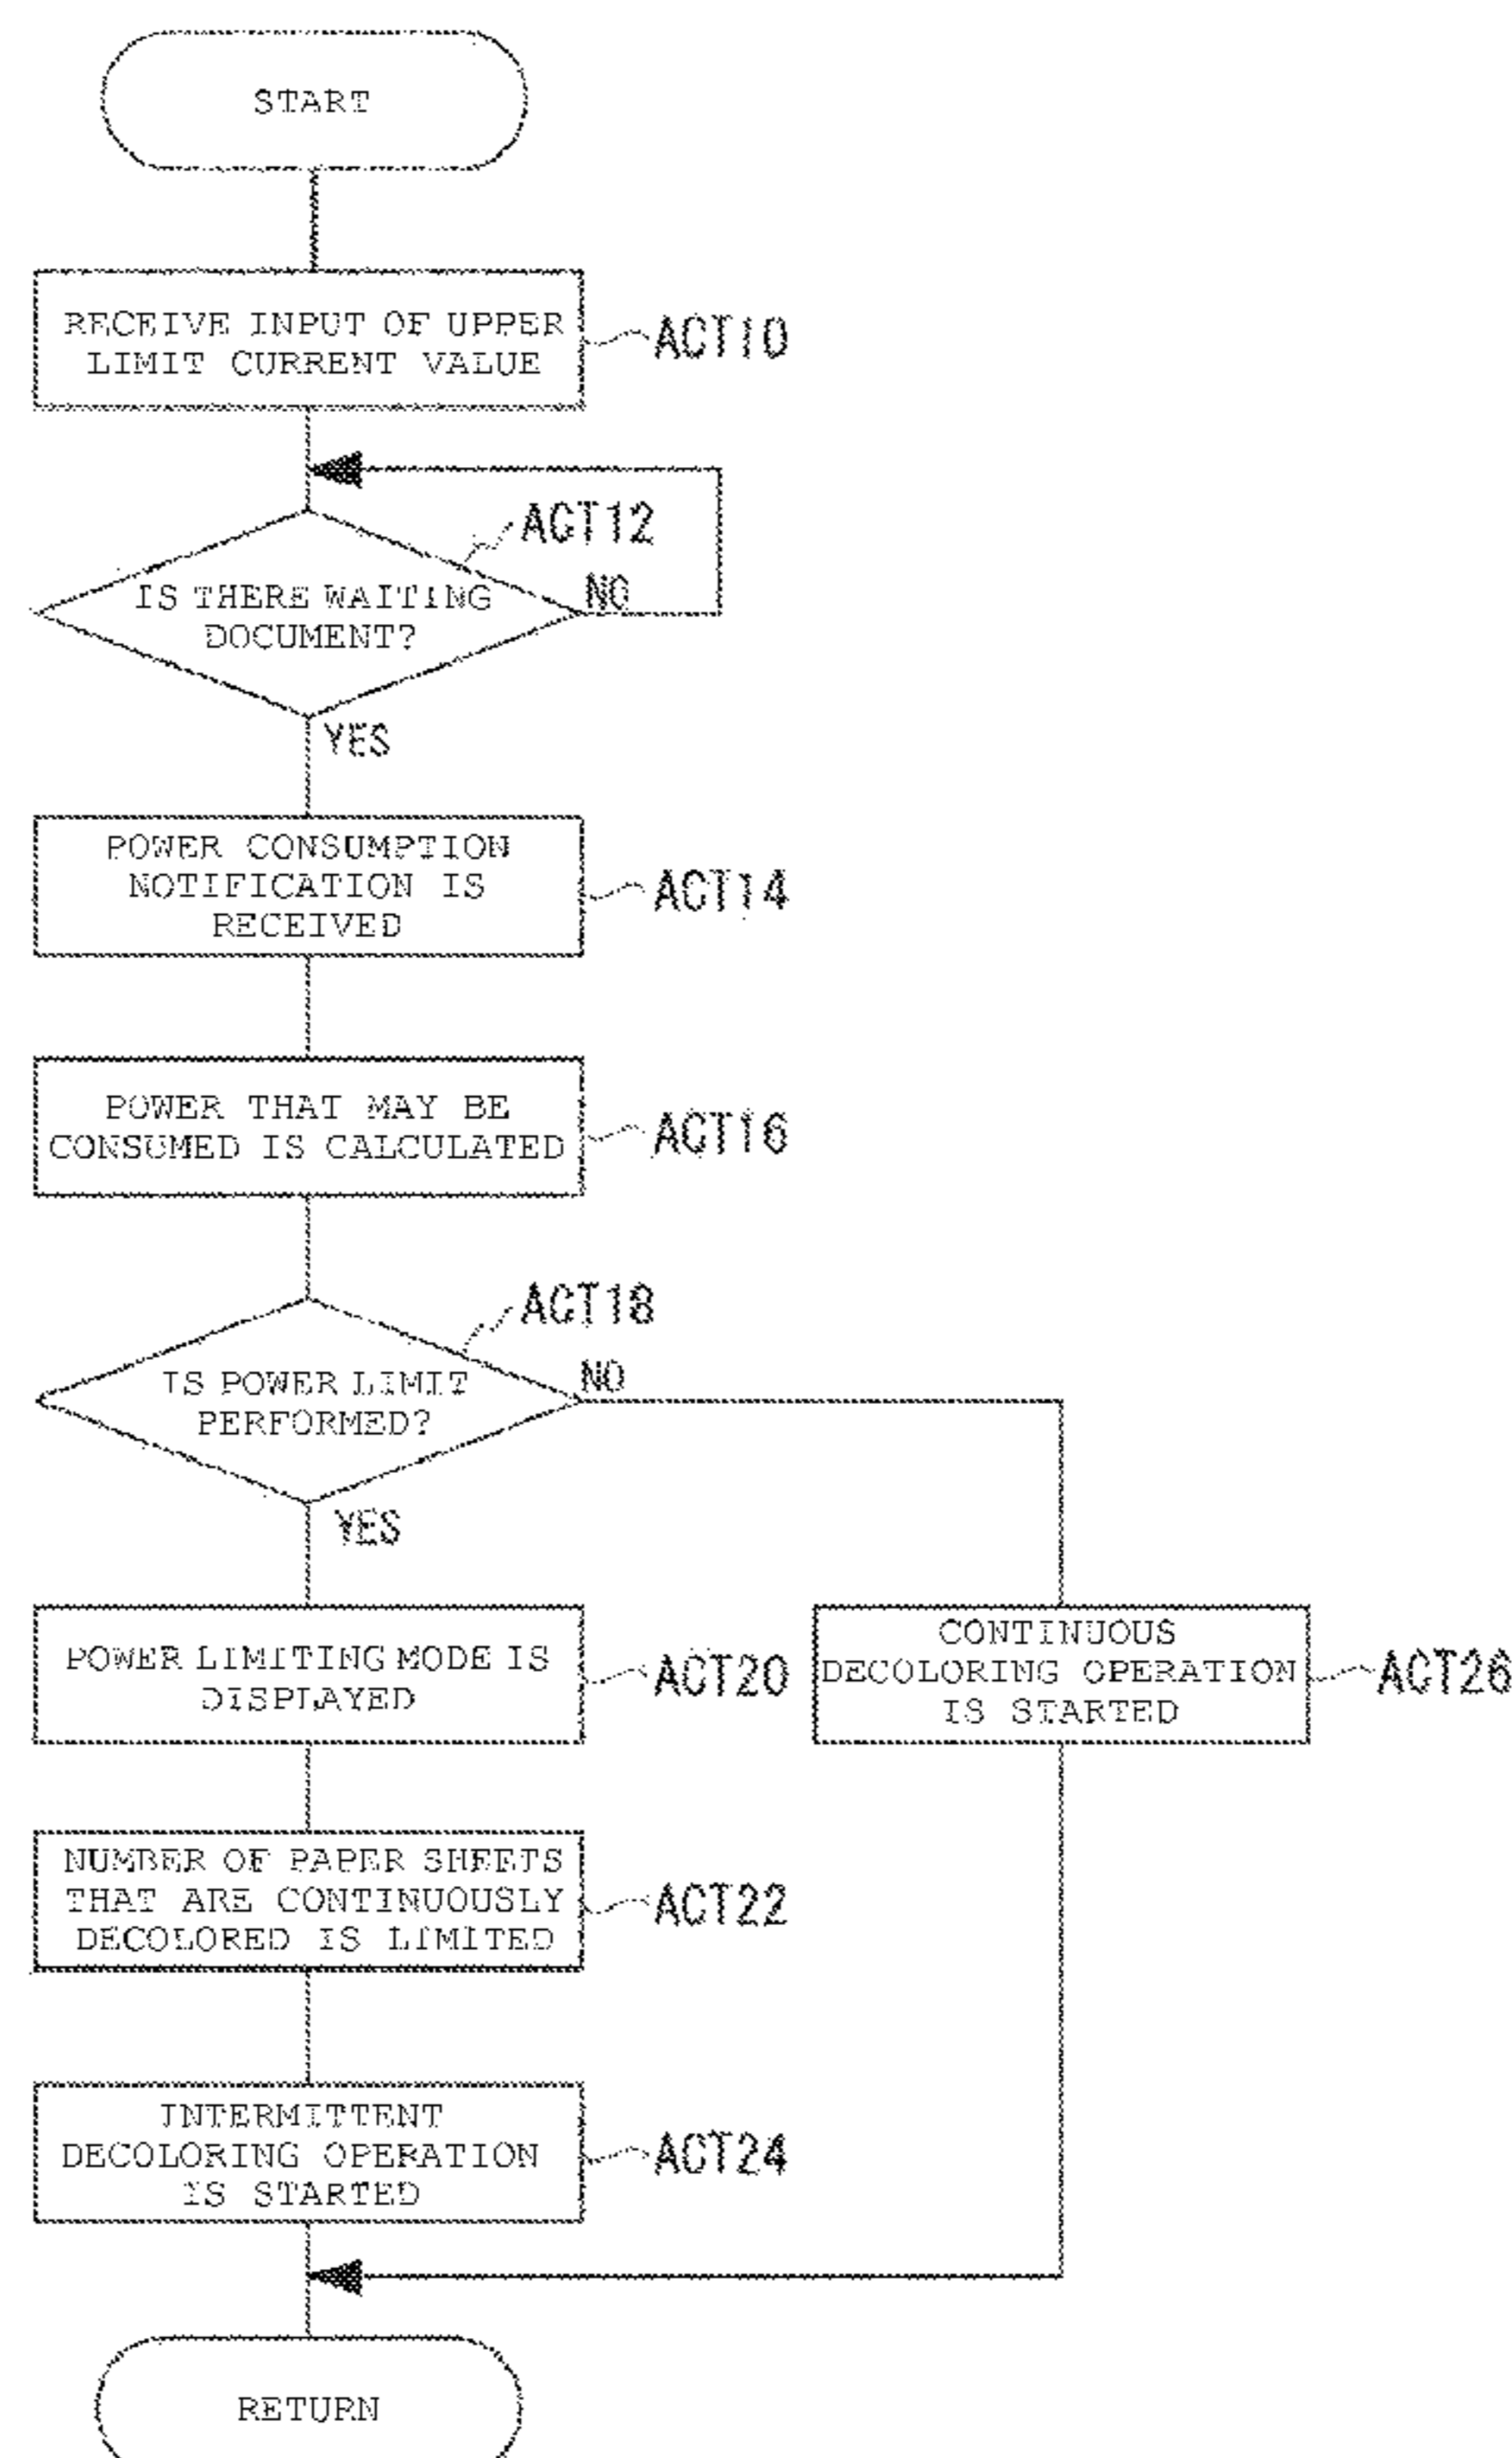 START
RECEIVE INPUT OF UPPER
LIMIT CURRENT VALUE
ACT10
ACT12
IS THERE WAITING
DOCUMENT?
NO
YES
POWER CONSUMPTION
NOTIFICATION IS
RECEIVED
ACT14
POWER THAT MAY BE
CONSUMED IS CALCULATED
ACT16
ACT18
IS POWER LIMIT
PERFORMED?
NO
YES
POWER LIMITING MODE IS
DISPLAYED
ACT20
CONTINUOUS
DECOLORING OPERATION
IS STARTED
ACT26
NUMBER OF PAPER SHEETS
THAT ARE CONTINUOUSLY
DECOLORED IS LIMITED
ACT22
INTERMITTENT
DECOLORING OPERATION
IS STARTED
ACT24
RETURN